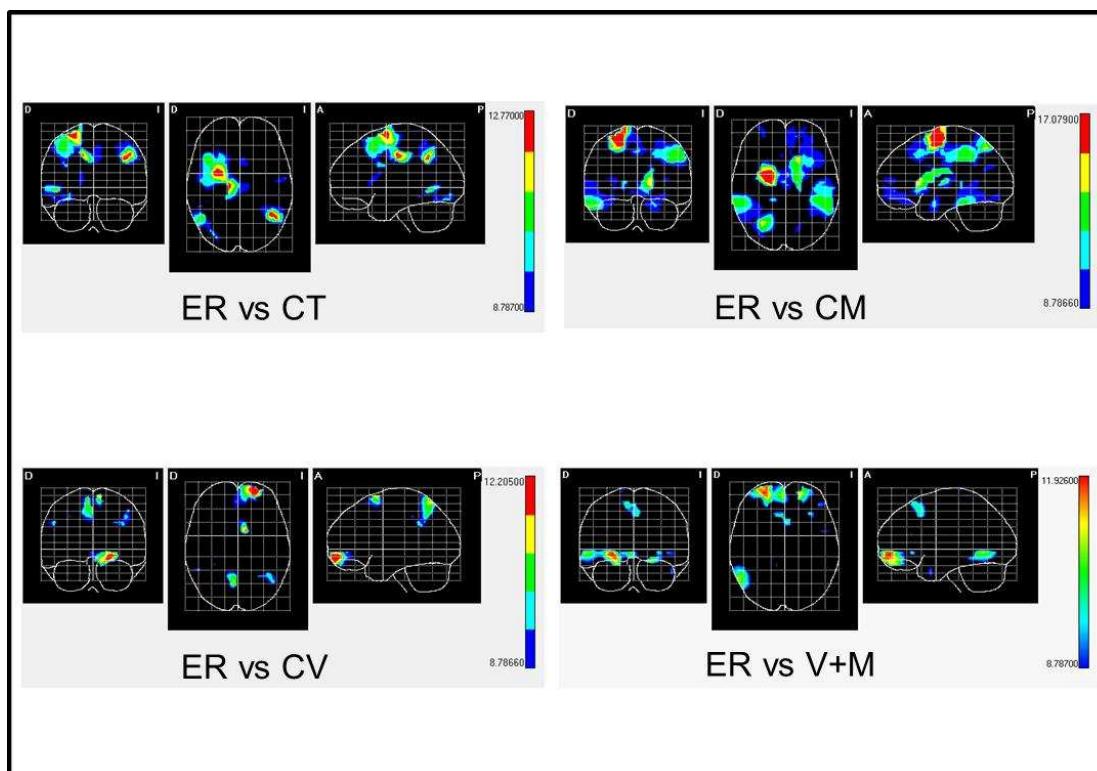 D I D A P 12.77000
8.78700
ER vs CT
D I D A P 17.07900
8.78660
ER vs CM
D I D I A P 12.20500
8.78660
ER vs CV
D I D I A P 11.92600
8.78700
ER vs V+M